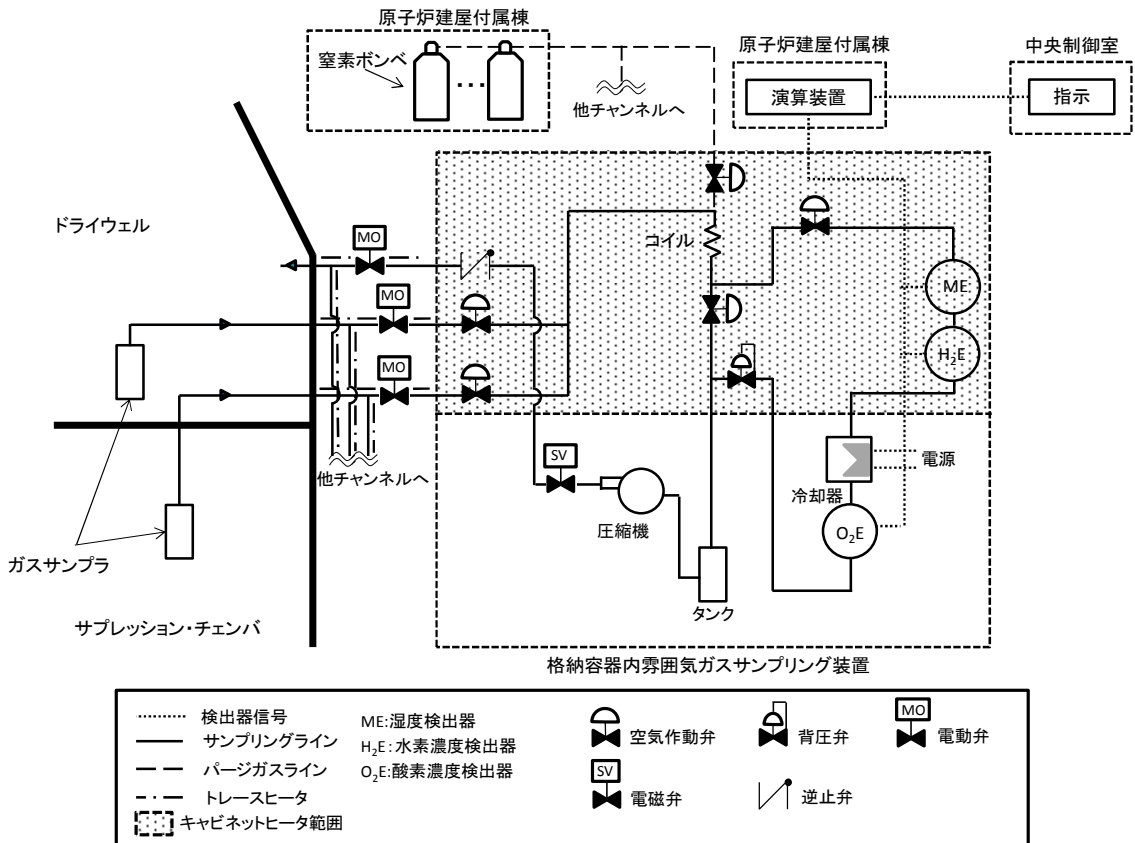 原子炉建屋付属棟
窒素ボンベ
他チャンネルへ
原子炉建屋付属棟
演算装置
中央制御室
指示
ドライウェル
コイル
MO
MO
MO
ME
H₂E
他チャンネルへ
SV
圧縮機
タンク
電源
冷却器
O₂E
ガスサンプラ
サプレッション・チェンバ
格納容器内雰囲気ガスサンプリング装置
検出器信号
サンプリングライン
パージガスライン
トレースヒータ
キャビネットヒータ範囲
ME:湿度検出器
H₂E:水素濃度検出器
O₂E:酸素濃度検出器
空気作動弁
SV
電磁弁
背圧弁
逆止弁
MO
電動弁